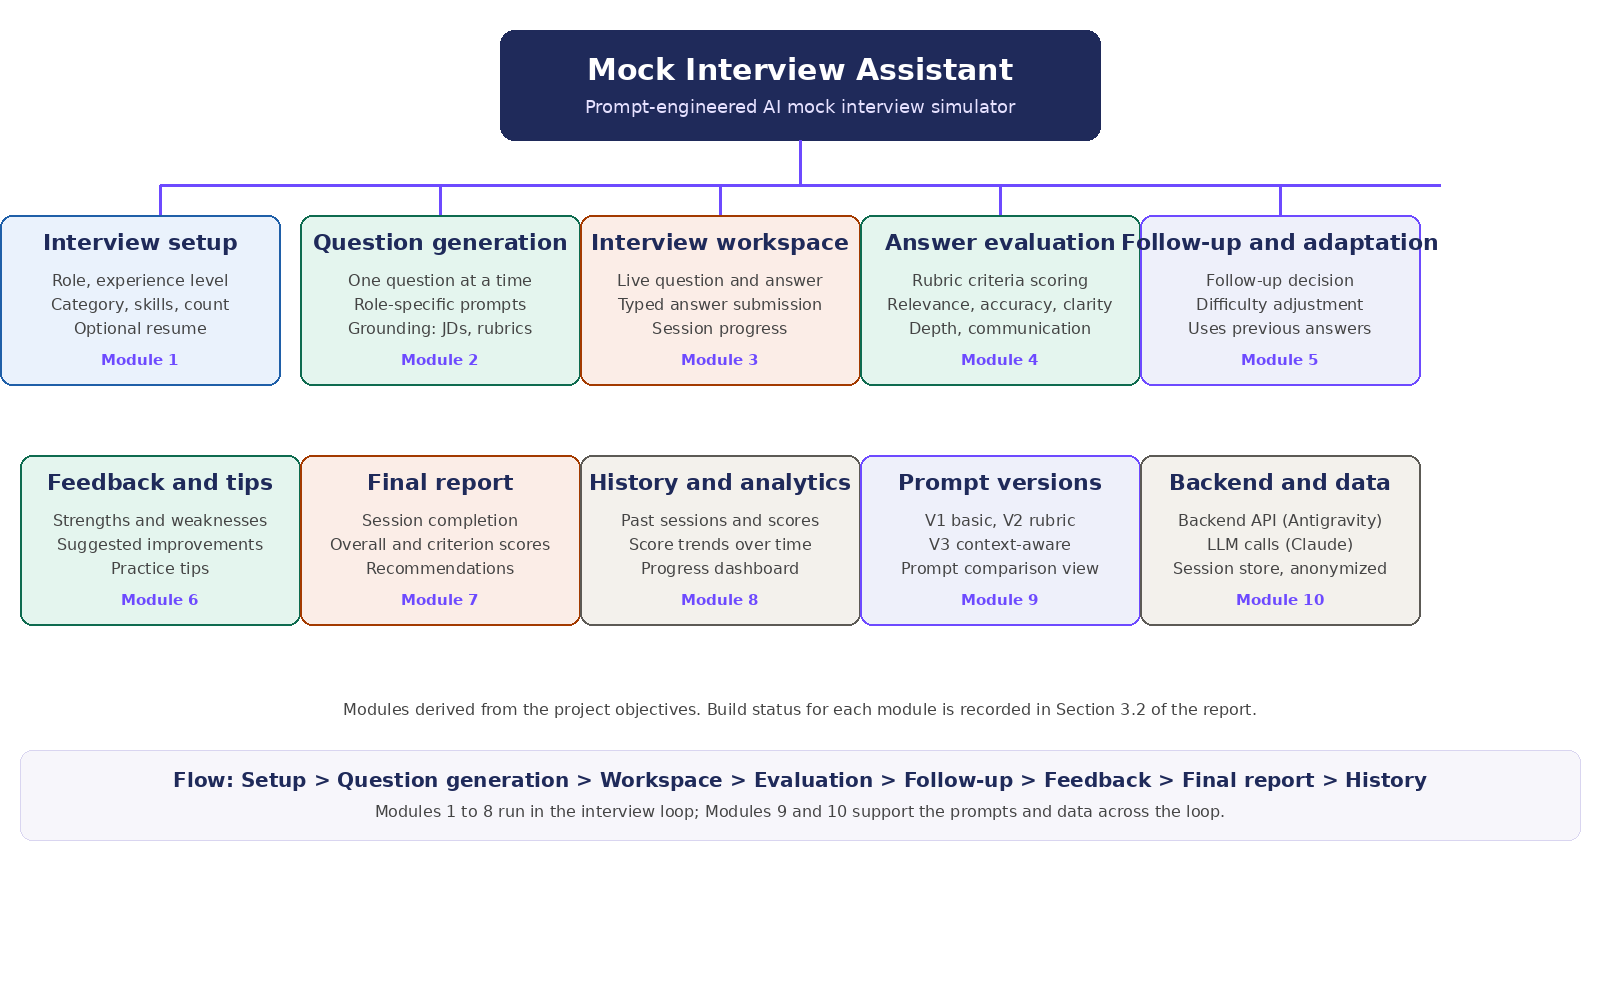 Mock Interview Assistant
Prompt-engineered AI mock interview simulator
Interview setup
Role, experience level
Category, skills, count
Optional resume
Module 1
Question generation
One question at a time
Role-specific prompts
Grounding: JDs, rubrics
Module 2
Interview workspace
Live question and answer
Typed answer submission
Session progress
Module 3
Answer evaluation
Rubric criteria scoring
Relevance, accuracy, clarity
Depth, communication
Module 4
Follow-up and adaptation
Follow-up decision
Difficulty adjustment
Uses previous answers
Module 5
Feedback and tips
Strengths and weaknesses
Suggested improvements
Practice tips
Module 6
Final report
Session completion
Overall and criterion scores
Recommendations
Module 7
History and analytics
Past sessions and scores
Score trends over time
Progress dashboard
Module 8
Prompt versions
V1 basic, V2 rubric
V3 context-aware
Prompt comparison view
Module 9
Backend and data
Backend API (Antigravity)
LLM calls (Claude)
Session store, anonymized
Module 10
Modules derived from the project objectives. Build status for each module is recorded in Section 3.2 of the report.
Flow: Setup > Question generation > Workspace > Evaluation > Follow-up > Feedback > Final report > History
Modules 1 to 8 run in the interview loop; Modules 9 and 10 support the prompts and data across the loop.